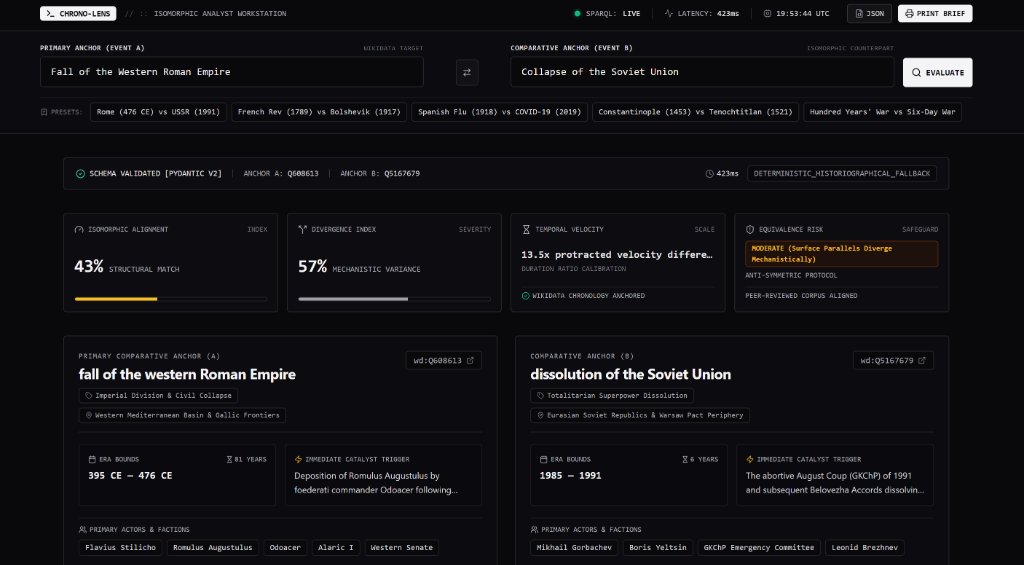 CHRONO-LENS // :: ISOMORPHIC ANALYST WORKSTATION
SPARQL: LIVE LATENCY: 423ms 19:53:44 UTC JSON PRINT BRIEF
PRIMARY ANCHOR (EVENT A) WIKIDATA TARGET
Fall of the Western Roman Empire
COMPARATIVE ANCHOR (EVENT B) ISOMORPHIC COUNTERPART
Collapse of the Soviet Union
EVALUATE
PRESETS: Rome (476 CE) vs USSR (1991) French Rev (1789) vs Bolshevik (1917) Spanish Flu (1918) vs COVID-19 (2019) Constantinople (1453) vs Tenochtitlan (1521) Hundred Years' War vs Six-Day War
SCHEMA VALIDATED [PYDANTIC V2] ANCHOR A: Q608613 ANCHOR B: Q5167679 423ms DETERMINISTIC_HISTORIOGRAPHICAL_FALLBACK
ISOMORPHIC ALIGNMENT INDEX
43% STRUCTURAL MATCH
DIVERGENCE INDEX SEVERITY
57% MECHANISTIC VARIANCE
TEMPORAL VELOCITY SCALE
13.5x protracted velocity differe…
DURATION RATIO CALIBRATION
WIKIDATA CHRONOLOGY ANCHORED
EQUIVALENCE RISK SAFEGUARD
MODERATE (Surface Parallels Diverge
Mechanistically)
ANTI-SYMMETRIC PROTOCOL
PEER-REVIEWED CORPUS ALIGNED
PRIMARY COMPARATIVE ANCHOR (A) wd:Q608613
fall of the western Roman Empire
Imperial Division & Civil Collapse
Western Mediterranean Basin & Gallic Frontiers
ERA BOUNDS 81 YEARS
395 CE — 476 CE
IMMEDIATE CATALYST TRIGGER
Deposition of Romulus Augustulus by
foederati commander Odoacer following…
PRIMARY ACTORS & FACTIONS
Flavius Stilicho Romulus Augustulus Odoacer Alaric I Western Senate
COMPARATIVE ANCHOR (B) wd:Q5167679
dissolution of the Soviet Union
Totalitarian Superpower Dissolution
Eurasian Soviet Republics & Warsaw Pact Periphery
ERA BOUNDS 6 YEARS
1985 — 1991
IMMEDIATE CATALYST TRIGGER
The abortive August Coup (GKChP) of 1991
and subsequent Belovezha Accords dissolvin…
PRIMARY ACTORS & FACTIONS
Mikhail Gorbachev Boris Yeltsin GKChP Emergency Committee Leonid Brezhnev